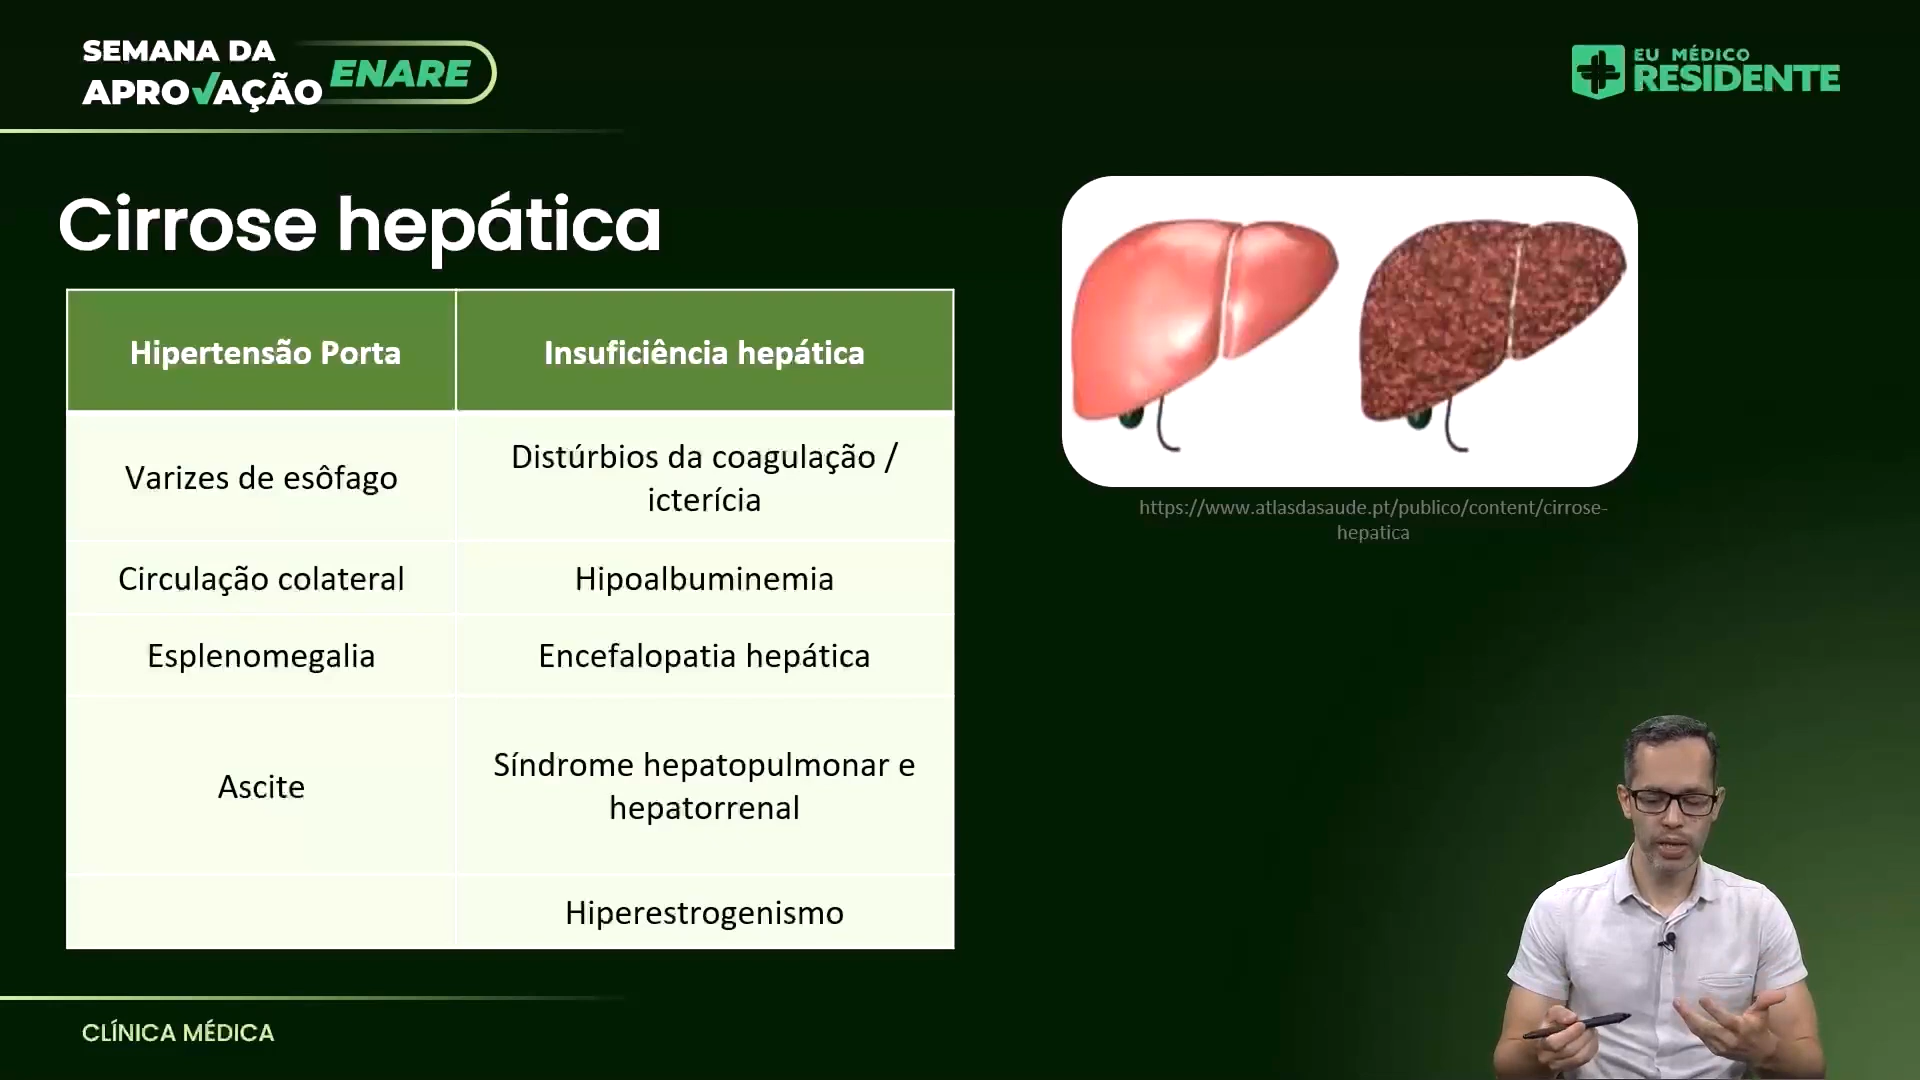 SEMANA DA
APROVAÇÃO ENARE
EU MÉDICO
RESIDENTE
Cirrose hepática
Hipertensão Porta
Insuficiência hepática
Varizes de esôfago
Distúrbios da coagulação /
icterícia
Circulação colateral
Hipoalbuminemia
Esplenomegalia
Encefalopatia hepática
Ascite
Síndrome hepatopulmonar e
hepatorrenal
Hiperestrogenismo
https://www.atlasdasaude.pt/publico/content/cirrose-
hepatica
CLÍNICA MÉDICA